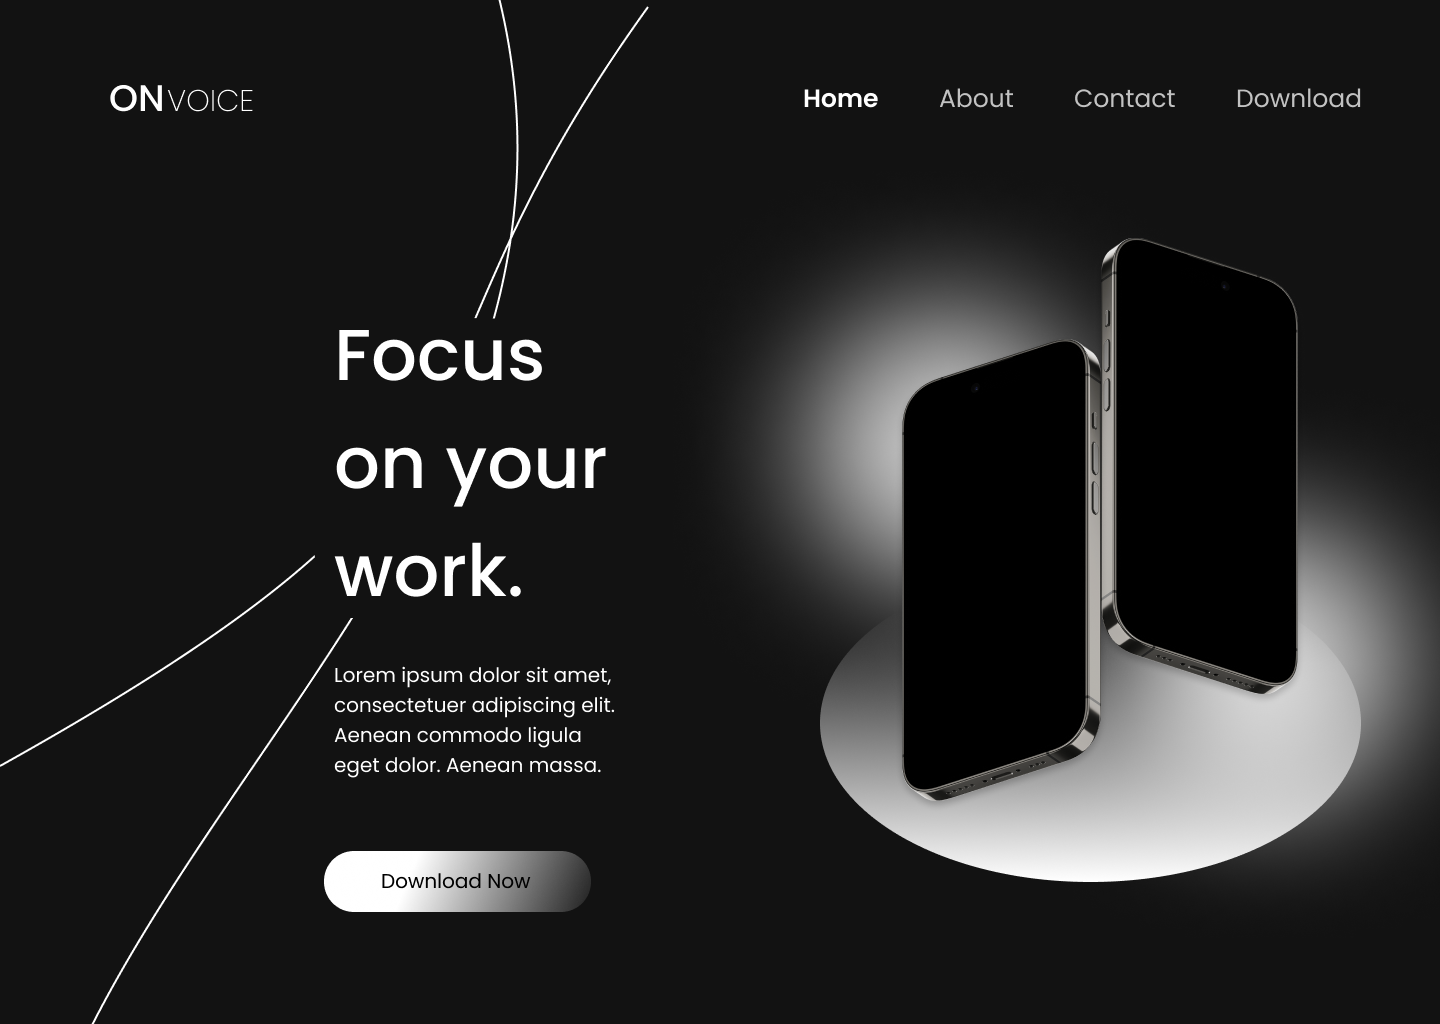 ONVOICE
Home About Contact Download
Focus
on your
work.
Lorem ipsum dolor sit amet,
consectetuer adipiscing elit.
Aenean commodo ligula
eget dolor. Aenean massa.
Download Now